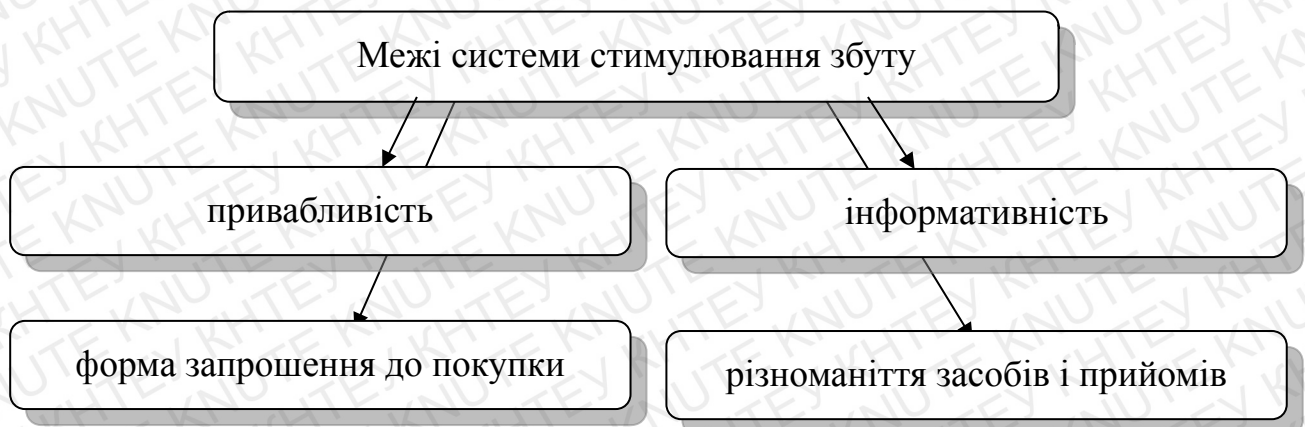 Межі системи стимулювання збуту
привабливість
інформативність
форма запрошення до покупки
різноманіття засобів і прийомів